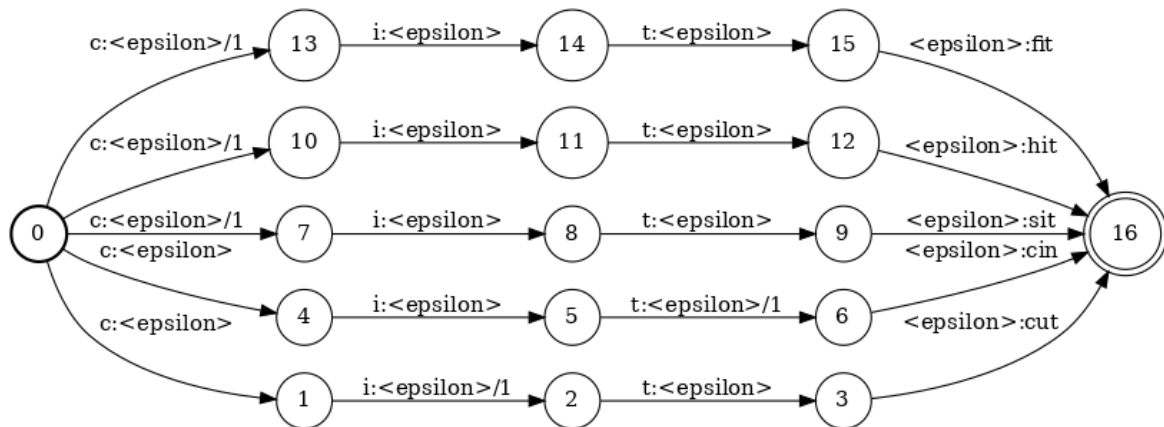 c:<epsilon>/1 13 i:<epsilon> 14 t:<epsilon> 15 <epsilon>:fit
c:<epsilon>/1 10 i:<epsilon> 11 t:<epsilon> 12 <epsilon>:hit
0 c:<epsilon>/1 7 i:<epsilon> 8 t:<epsilon> 9 <epsilon>:sit 16
c:<epsilon> 4 i:<epsilon> 5 t:<epsilon>/1 6 <epsilon>:cin
c:<epsilon> 1 i:<epsilon>/1 2 t:<epsilon> 3 <epsilon>:cut